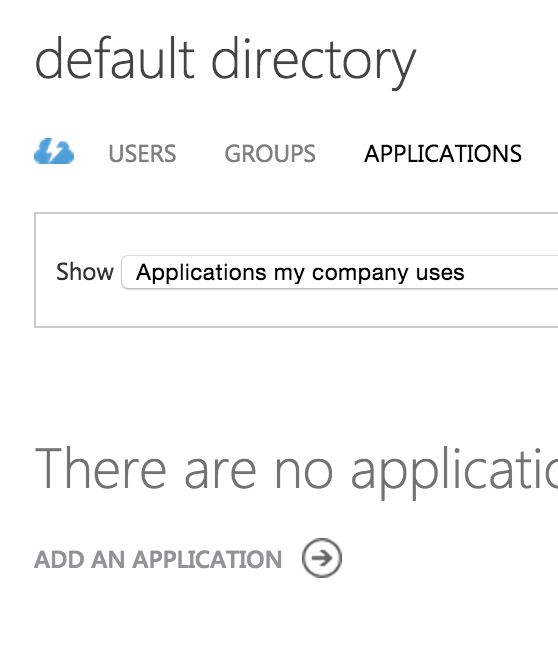 default directory
USERS GROUPS APPLICATIONS
Show Applications my company uses
There are no applicatio
ADD AN APPLICATION